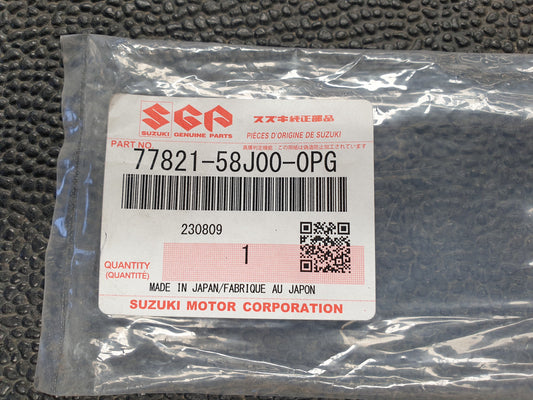 SGP
SUZUKI GENUINE PARTS
スズキ純正部品
PIÈCES D'ORIGINE DE SUZUKI
PART NO.
77821-58J00-0PG
230809
QUANTITY
(QUANTITÉ)
1
MADE IN JAPAN/FABRIQUE AU JAPON
SUZUKI MOTOR CORPORATION